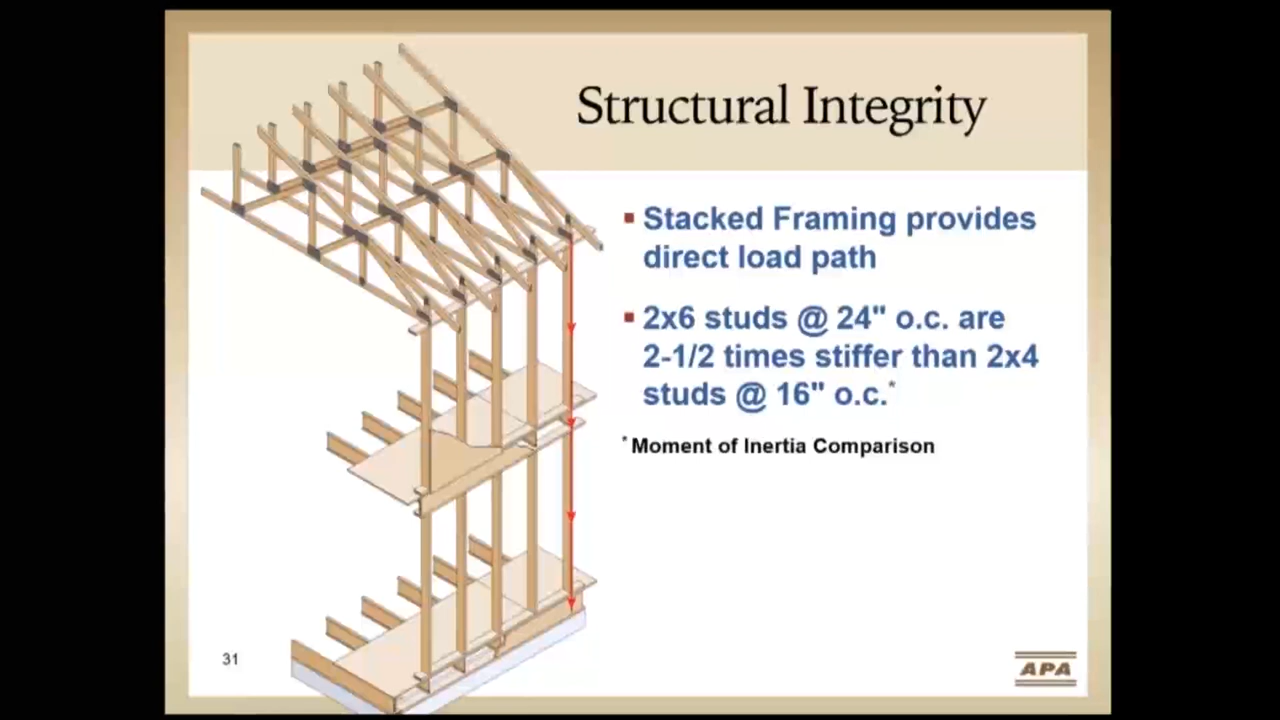 Structural Integrity
▪ Stacked Framing provides
direct load path
▪ 2x6 studs @ 24" o.c. are
2-1/2 times stiffer than 2x4
studs @ 16" o.c.*
* Moment of Inertia Comparison
31
APA